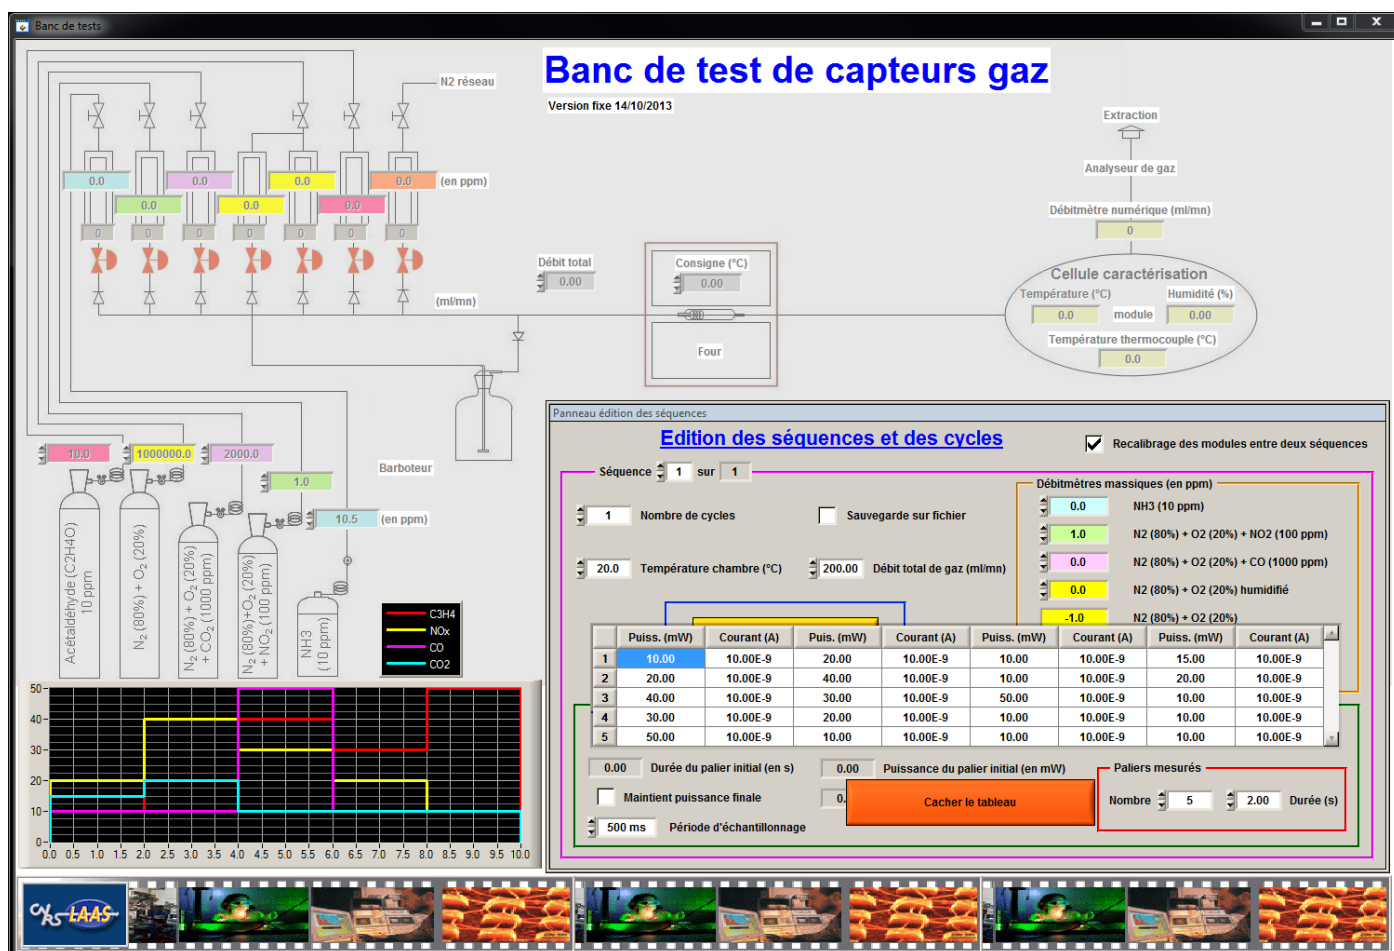 Banc de tests
Banc de test de capteurs gaz
Version fixe 14/10/2013
N2 réseau
Extraction
Analyseur de gaz
0.0 0.0 0.0 0.0 (en ppm)
0.0 0.0 0.0
Débitmètre numérique (ml/mn)
0
0 0 0 0 0 0 0
Débit total
0.00
Consigne (°C)
0.00
Cellule caractérisation
Température (°C) Humidité (%)
0.0 module 0.00
Température thermocouple (°C)
0.0
(ml/mn)
Four
10.0 1000000.0 2000.0
Barboteur
1.0
10.5 (en ppm)
Acétaldéhyde (C2H4O)
10 ppm
N2 (80%) + O2 (20%)
N2 (80%) + O2 (20%)
+ CO2 (1000 ppm)
N2 (80%)+O2 (20%)
+ NO2 (100 ppm)
NH3
(10 ppm)
C3H4
NOx
CO
CO2
50
40
30
20
10
0
0.0 0.5 1.0 1.5 2.0 2.5 3.0 3.5 4.0 4.5 5.0 5.5 6.0 6.5 7.0 7.5 8.0 8.5 9.0 9.5 10.0
Panneau édition des séquences
Edition des séquences et des cycles
Recalibrage des modules entre deux séquences
Séquence 1 sur 1
Débitmètres massiques (en ppm)
1 Nombre de cycles
Sauvegarde sur fichier
0.0 NH3 (10 ppm)
1.0 N2 (80%) + O2 (20%) + NO2 (100 ppm)
20.0 Température chambre (°C)
200.00 Débit total de gaz (ml/mn)
0.0 N2 (80%) + O2 (20%) + CO (1000 ppm)
0.0 N2 (80%) + O2 (20%) humidifié
-1.0 N2 (80%) + O2 (20%)
Puiss. (mW) Courant (A) Puis. (mW) Courant (A) Puiss. (mW) Courant (A) Puiss. (mW) Courant (A)
1 10.00 10.00E-9 20.00 10.00E-9 10.00 10.00E-9 15.00 10.00E-9
2 20.00 10.00E-9 40.00 10.00E-9 10.00 10.00E-9 20.00 10.00E-9
3 40.00 10.00E-9 30.00 10.00E-9 50.00 10.00E-9 10.00 10.00E-9
4 30.00 10.00E-9 20.00 10.00E-9 10.00 10.00E-9 10.00 10.00E-9
5 50.00 10.00E-9 10.00 10.00E-9 10.00 10.00E-9 10.00 10.00E-9
0.00 Durée du palier initial (en s)
0.00 Puissance du palier initial (en mW)
Paliers mesurés
Maintient puissance finale
0.
Cacher le tableau
Nombre 5 2.00 Durée (s)
500 ms Période d'échantillonnage
CNRS-LAAS